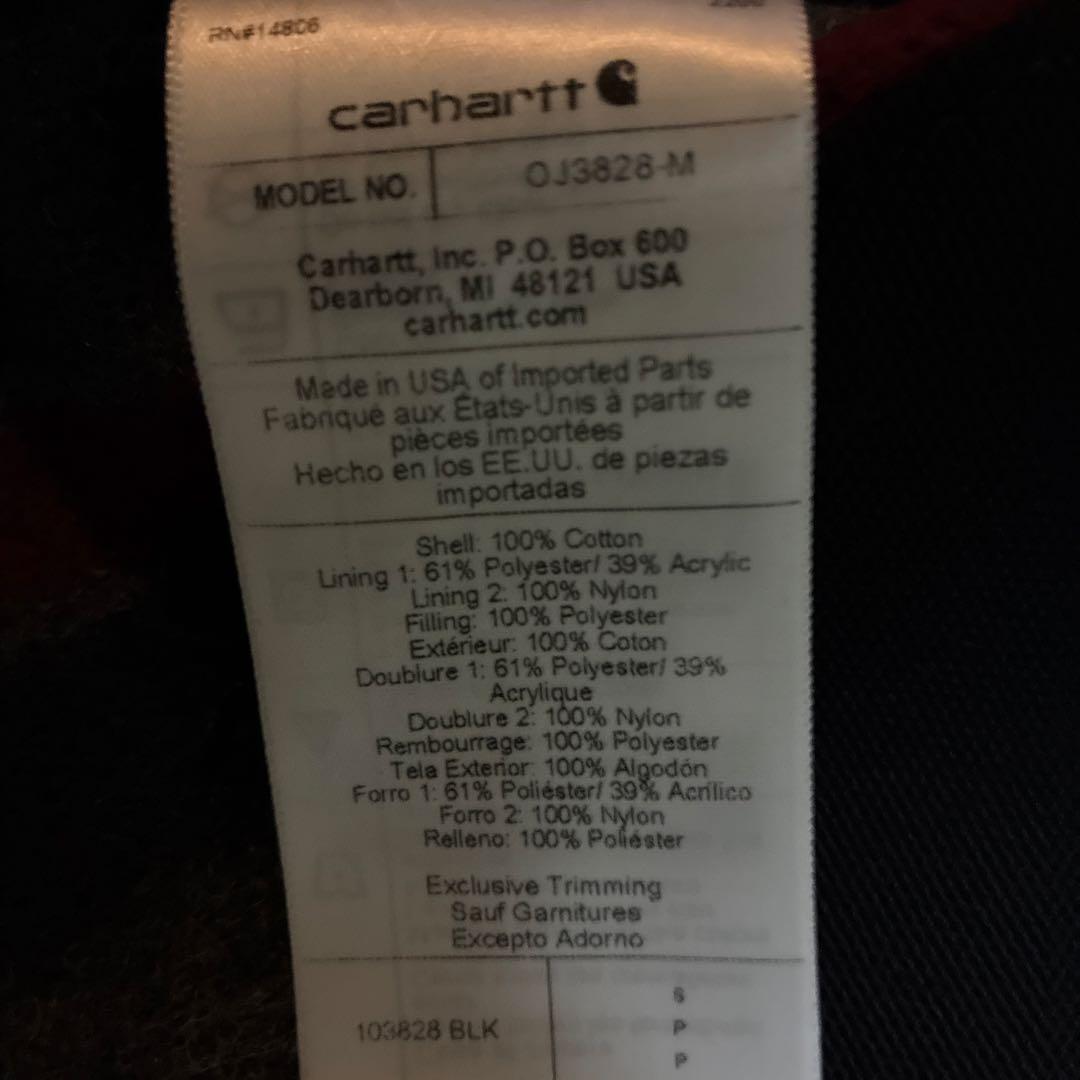 RN#14806
carhartt
MODEL NO. OJ3828-M
Carhartt, Inc. P.O. Box 600
Dearborn, MI 48121 USA
carhartt.com
Made in USA of Imported Parts
Fabriqué aux États-Unis à partir de
pièces importées
Hecho en los EE.UU. de piezas
importadas
Shell: 100% Cotton
Lining 1: 61% Polyester/ 39% Acrylic
Lining 2: 100% Nylon
Filling: 100% Polyester
Extérieur: 100% Coton
Doublure 1: 61% Polyester/ 39%
Acrylique
Doublure 2: 100% Nylon
Rembourrage: 100% Polyester
Tela Exterior: 100% Algodón
Forro 1: 61% Poliéster/ 39% Acrílico
Forro 2: 100% Nylon
Relleno: 100% Poliéster
Exclusive Trimming
Sauf Garnitures
Excepto Adorno
103828 BLK
S
P
P